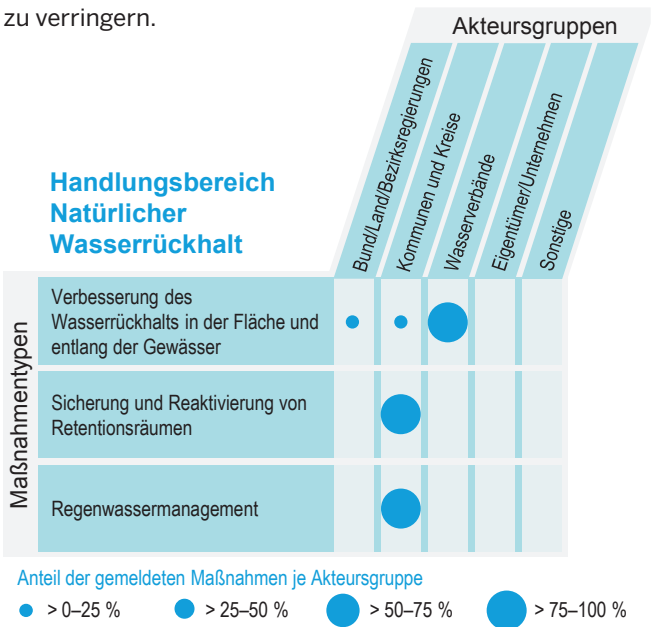 zu verringern.
Akteursgruppen
Handlungsbereich
Natürlicher
Wasserrückhalt
Bund/Land/Bezirksregierungen
Kommunen und Kreise
Wasserverbände
Eigentümer/Unternehmen
Sonstige
Maßnahmentypen
Verbesserung des
Wasserrückhalts in der Fläche und
entlang der Gewässer
Sicherung und Reaktivierung von
Retentionsräumen
Regenwassermanagement
Anteil der gemeldeten Maßnahmen je Akteursgruppe
> 0–25 % > 25–50 % > 50–75 % > 75–100 %